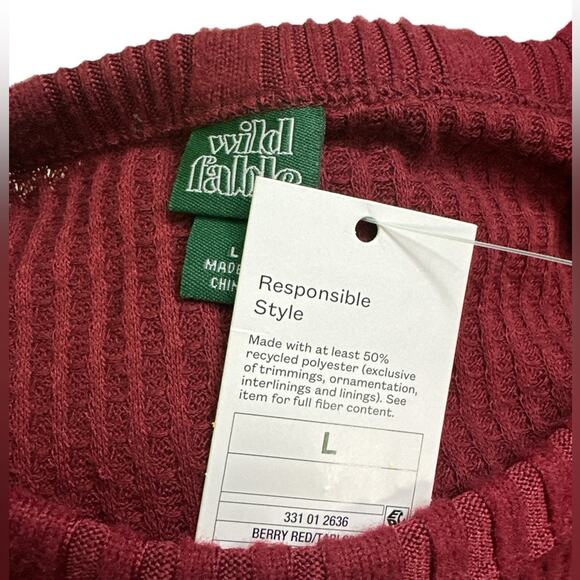 wild
fable
L
MADE
CHIN
Responsible
Style
Made with at least 50%
recycled polyester (exclusive
of trimmings, ornamentation,
interlinings and linings). See
item for full fiber content.
L
331 01 2636
BERRY RED/